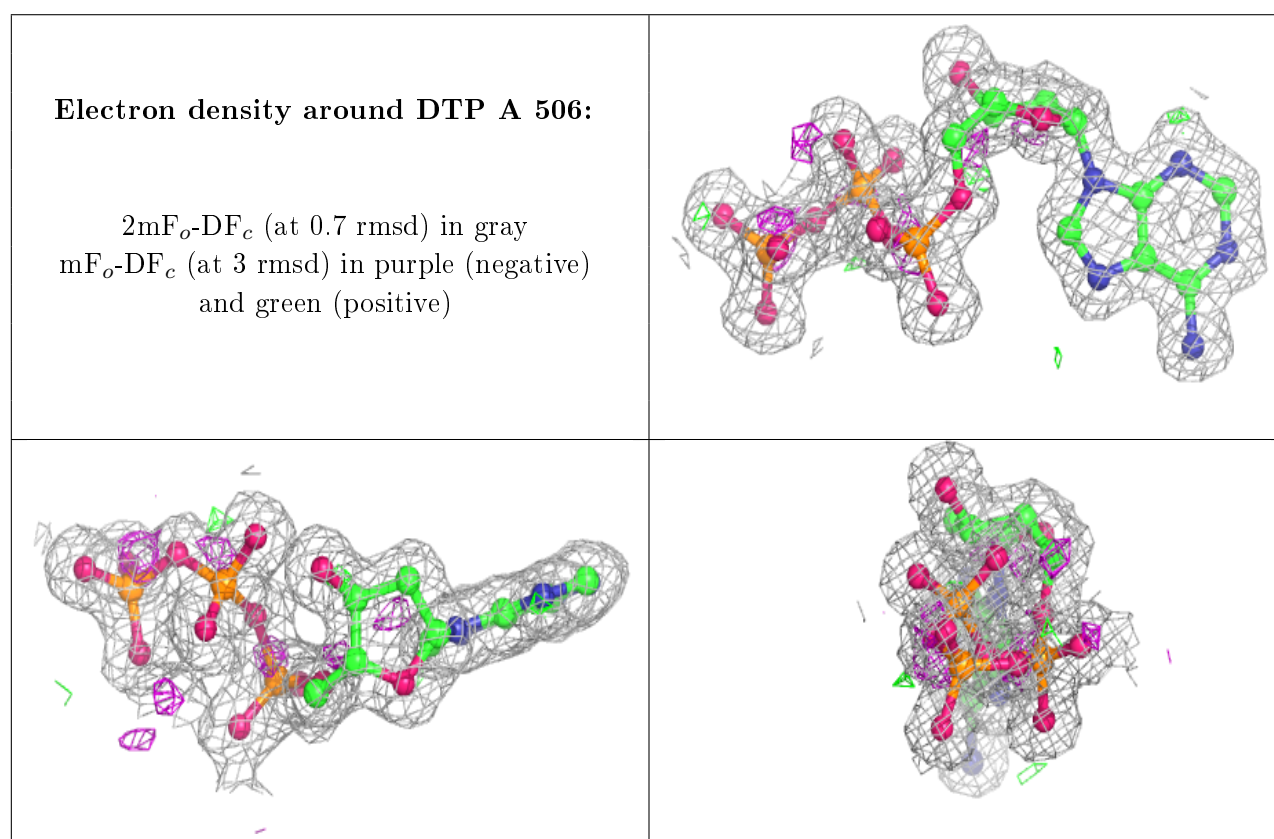 Electron density around DTP A 506:
2mFo-DFc (at 0.7 rmsd) in gray
mFo-DFc (at 3 rmsd) in purple (negative)
and green (positive)